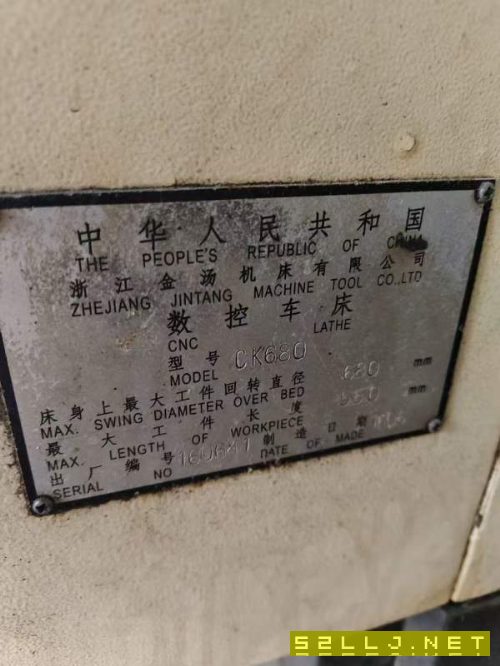 中华人民共和国
THE PEOPLE'S REPUBLIC OF CHINA
浙江金汤机床有限公司
ZHEJIANG JINTANG MACHINE TOOL CO.,LTD
数控车床
CNC LATHE
型号 CK680
MODEL
床身上最大工件回转直径 680 mm
MAX. SWING DIAMETER OVER BED
最大工件长度 mm
MAX. LENGTH OF WORKPIECE
出厂编号 制造日期
SERIAL NO DATE OF MADE
52LLJ.NET